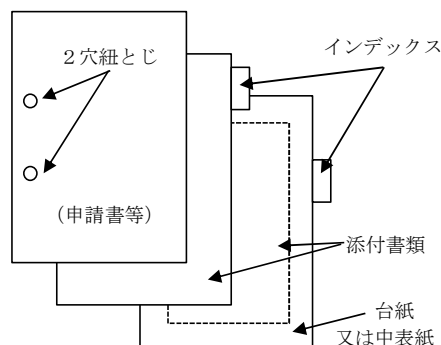 2穴紐とじ
インデックス
(申請書等)
添付書類
台紙
又は中表紙